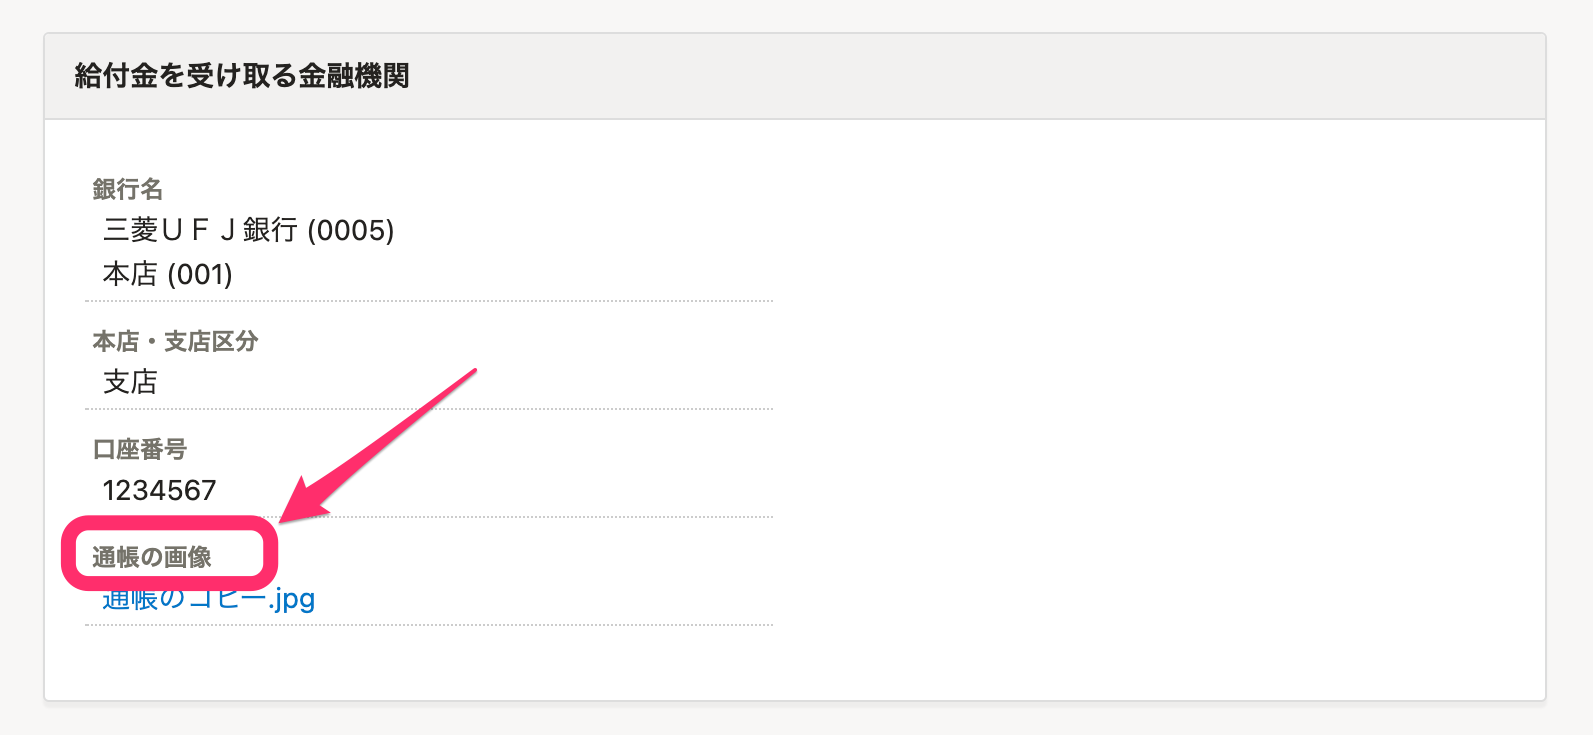 給付金を受け取る金融機関
銀行名
三菱ＵＦＪ銀行 (0005)
本店 (001)
本店・支店区分
支店
口座番号
1234567
通帳の画像
通帳のコピー.jpg